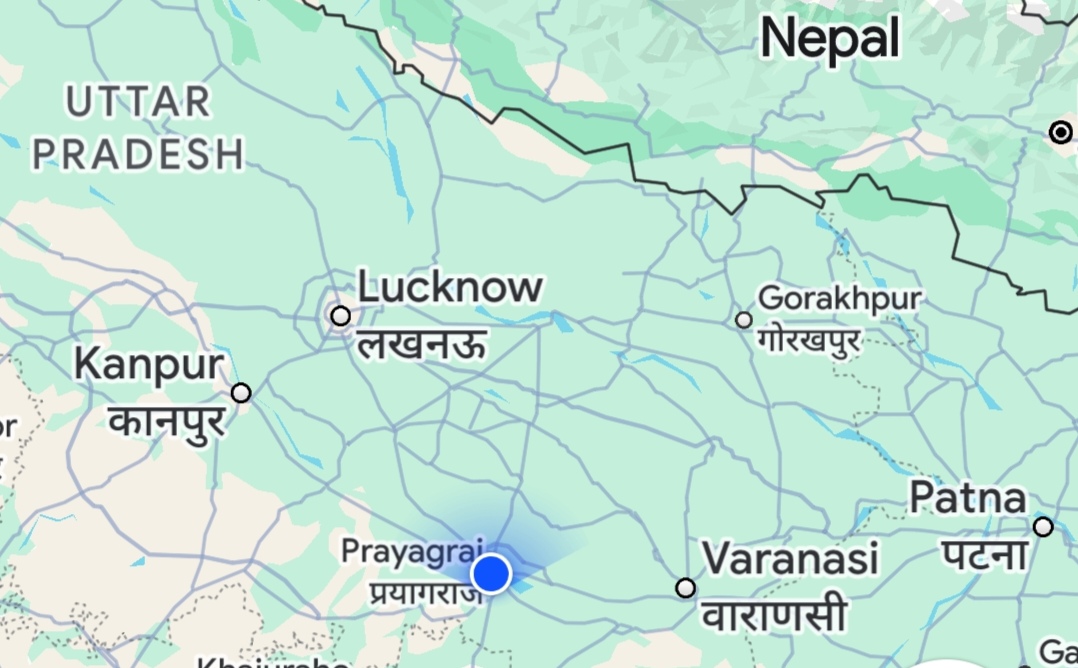 Nepal
UTTAR
PRADESH
Lucknow
लखनऊ
Gorakhpur
गोरखपुर
Kanpur
कानपुर
Patna
पटना
Prayagraj
प्रयागराज
Varanasi
वाराणसी